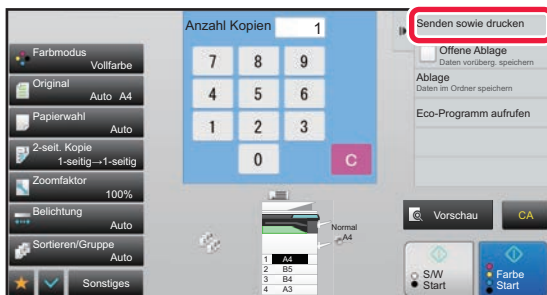 Anzahl Kopien 1
Farbmodus
Vollfarbe
Original
Auto A4
Papierwahl
Auto
2-seit. Kopie
1-seitig→1-seitig
Zoomfaktor
100%
Belichtung
Auto
Sortieren/Gruppe
Auto
Sonstiges
7 8 9
4 5 6
1 2 3
0 C
Normal
A4
1 A4
2 B5
3 B4
4 A3
Senden sowie drucken
Offene Ablage
Daten vorüberg. speichern
Ablage
Daten im Ordner speichern
Eco-Programm aufrufen
Vorschau
CA
S/W
Start
Farbe
Start